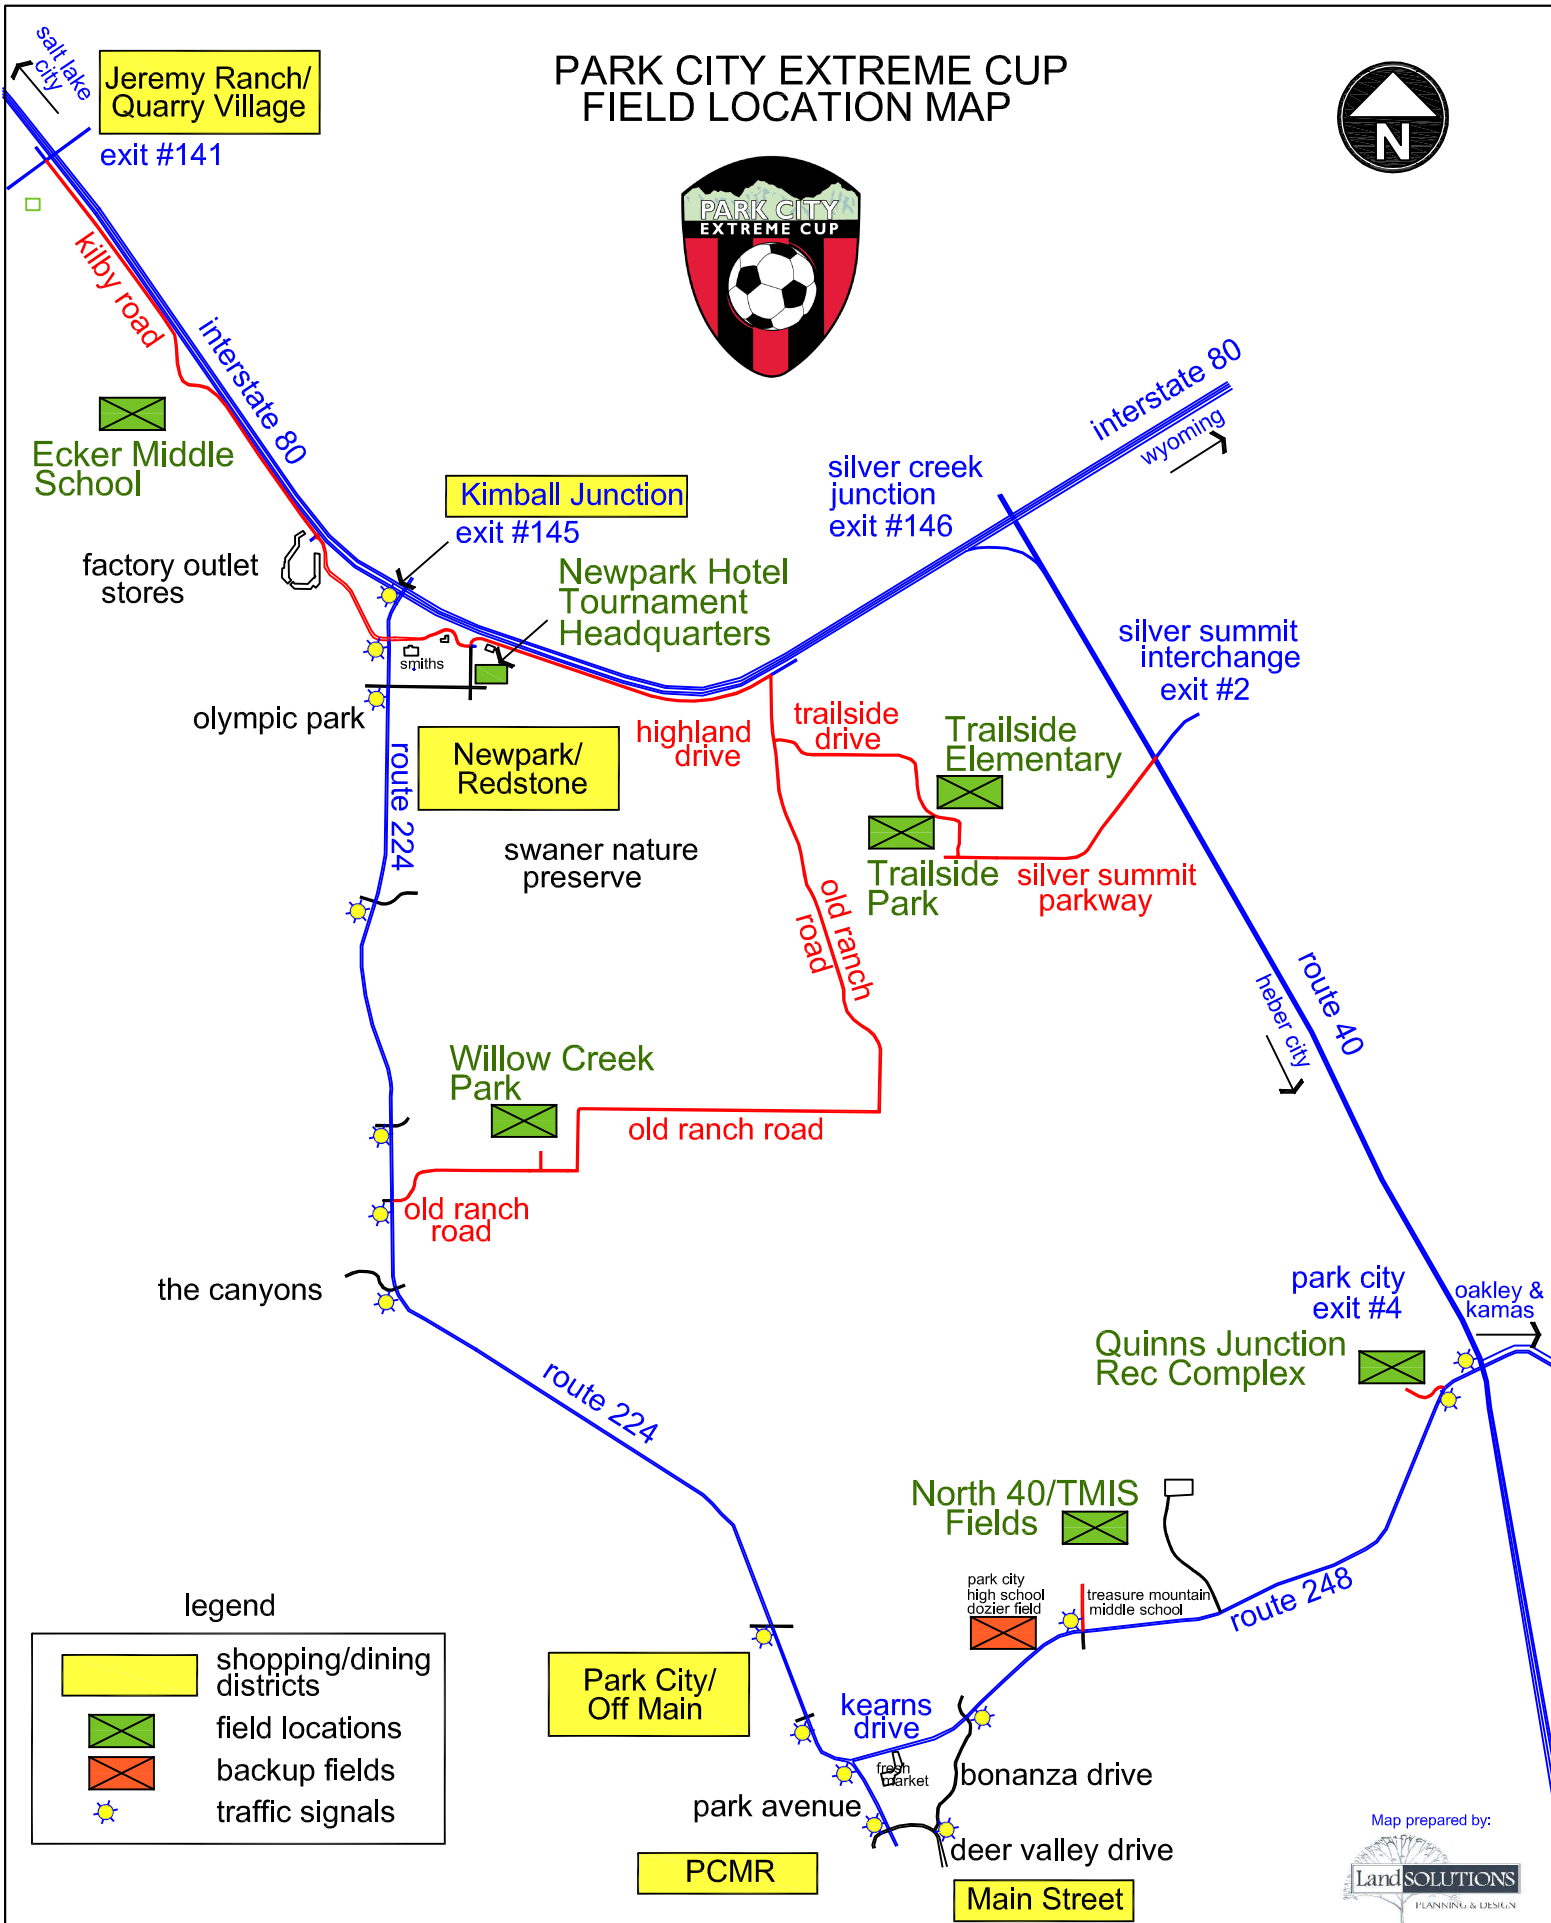 PARK CITY EXTREME CUP
FIELD LOCATION MAP
salt lake
city
Jeremy Ranch/
Quarry Village
exit #141
N
PARK CITY
EXTREME CUP
kilby road
interstate 80
interstate 80
wyoming
Ecker Middle
School
Kimball Junction
exit #145
silver creek
junction
exit #146
factory outlet
stores
Newpark Hotel
Tournament
Headquarters
smiths
silver summit
interchange
exit #2
olympic park
highland
drive
trailside
drive
Trailside
Elementary
Newpark/
Redstone
route 224
swaner nature
preserve
Trailside
Park
silver summit
parkway
old ranch
road
route 40
heber city
Willow Creek
Park
old ranch road
old ranch
road
the canyons
park city
exit #4
oakley &
kamas
Quinns Junction
Rec Complex
route 224
North 40/TMIS
Fields
park city
high school
dozier field
treasure mountain
middle school
route 248
legend
shopping/dining
districts
field locations
backup fields
traffic signals
Park City/
Off Main
kearns
drive
fresh
market
bonanza drive
park avenue
deer valley drive
PCMR
Main Street
Map prepared by:
LandSOLUTIONS
PLANNING & DESIGN